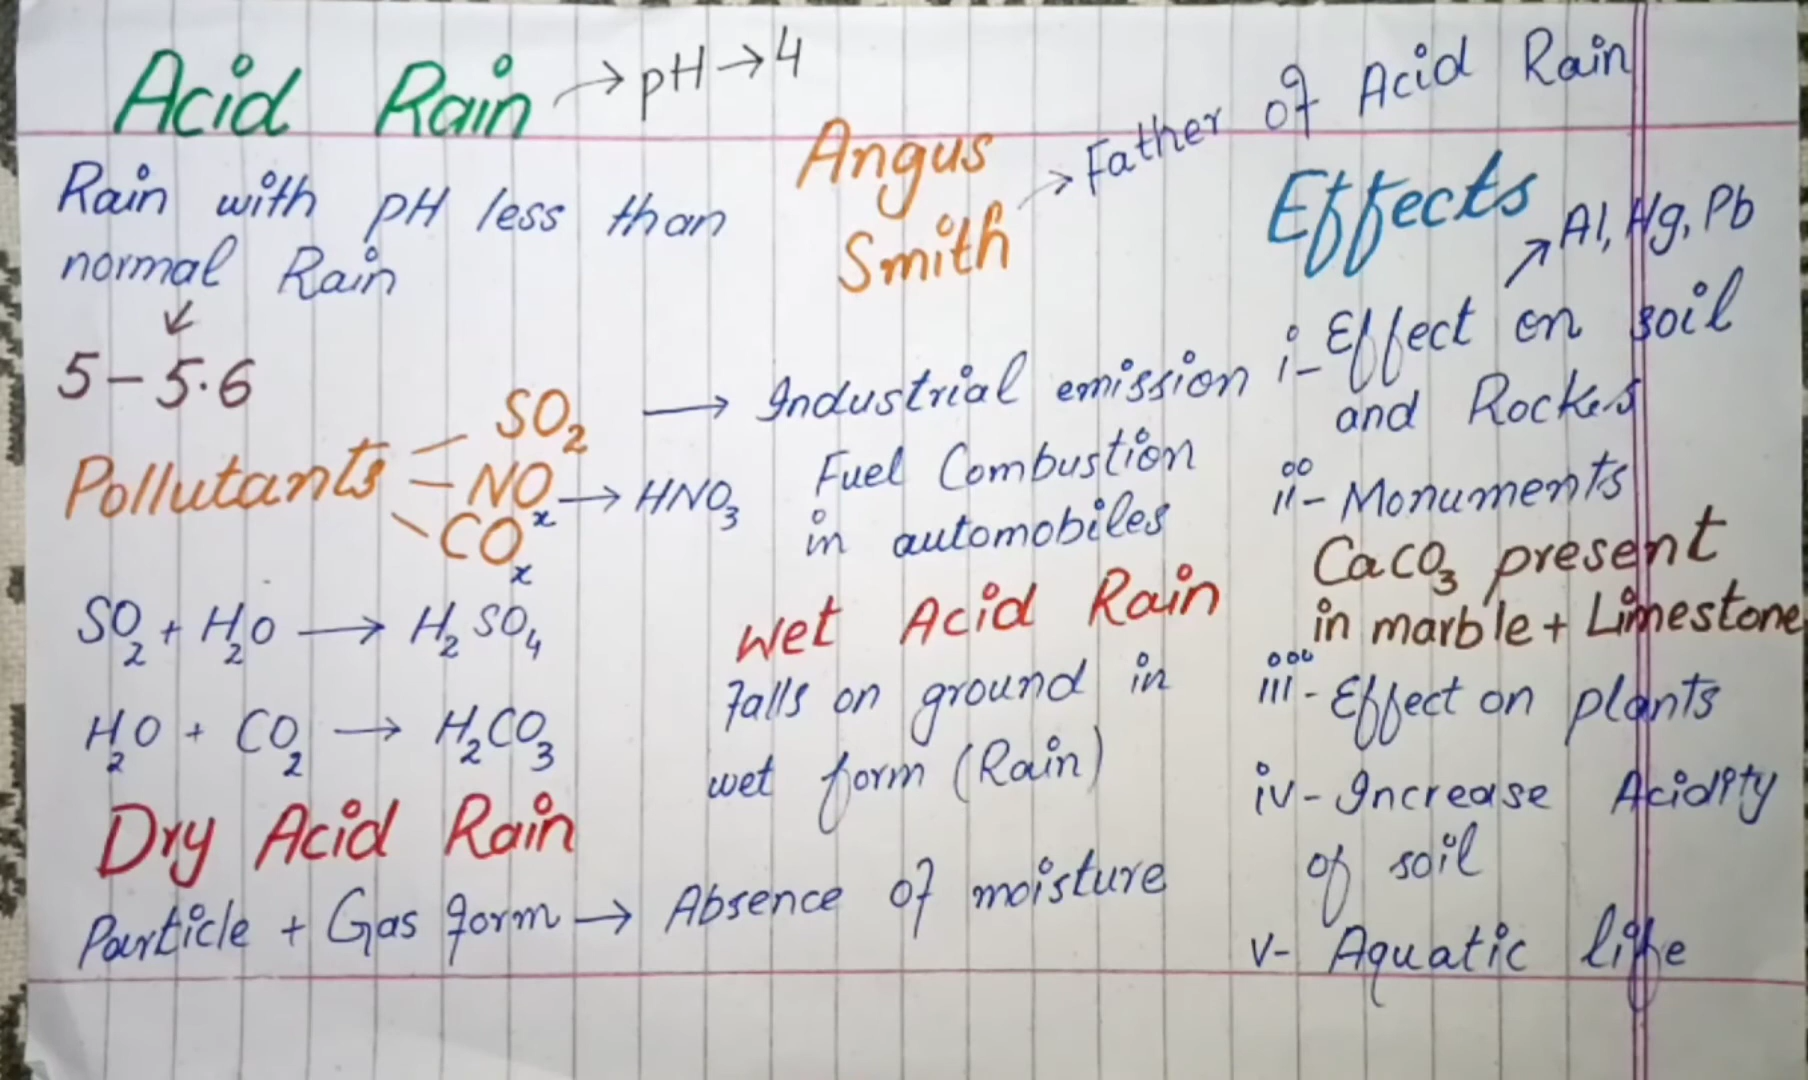 Acid Rain → pH → 4
Rain with pH less than
normal Rain
↙
5 - 5.6
Angus
Smith → Father of Acid Rain
Pollutants
SO₂ → Industrial emission
NOₓ → HNO₃
COₓ
Fuel Combustion
in automobiles
SO₂ + H₂O → H₂SO₄
H₂O + CO₂ → H₂CO₃
Wet Acid Rain
Falls on ground in
wet form (Rain)
Dry Acid Rain
Particle + Gas form → Absence of moisture
Effects
↗ Al, Hg, Pb
i- Effect on soil
and Rockes
ii- Monuments
CaCO₃ present
in marble + Limestone
iii- Effect on plants
iv- Increase Acidity
of soil
v- Aquatic life